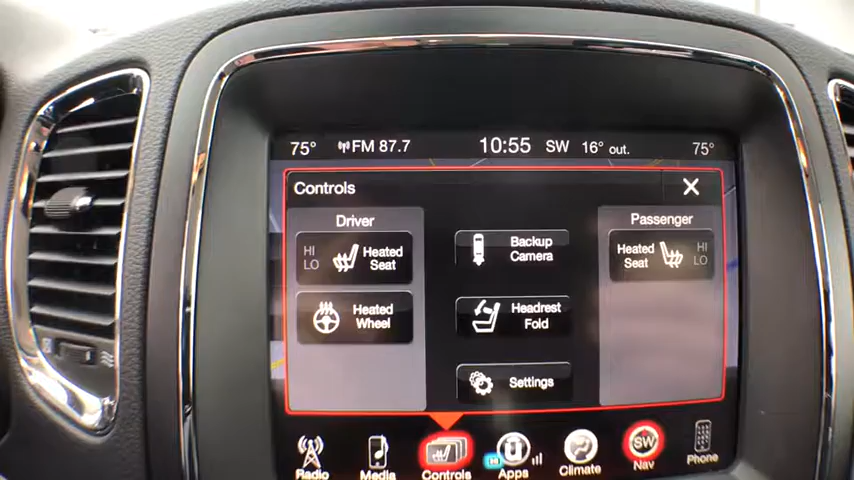 75° FM 87.7 10:55 SW 16° out. 75°
Controls
Driver
HI
LO
Heated
Seat
Heated
Wheel
Backup
Camera
Headrest
Fold
Settings
Passenger
Heated
Seat
HI
LO
Radio
Media
Controls
Apps
Climate
SW
Nav
Phone